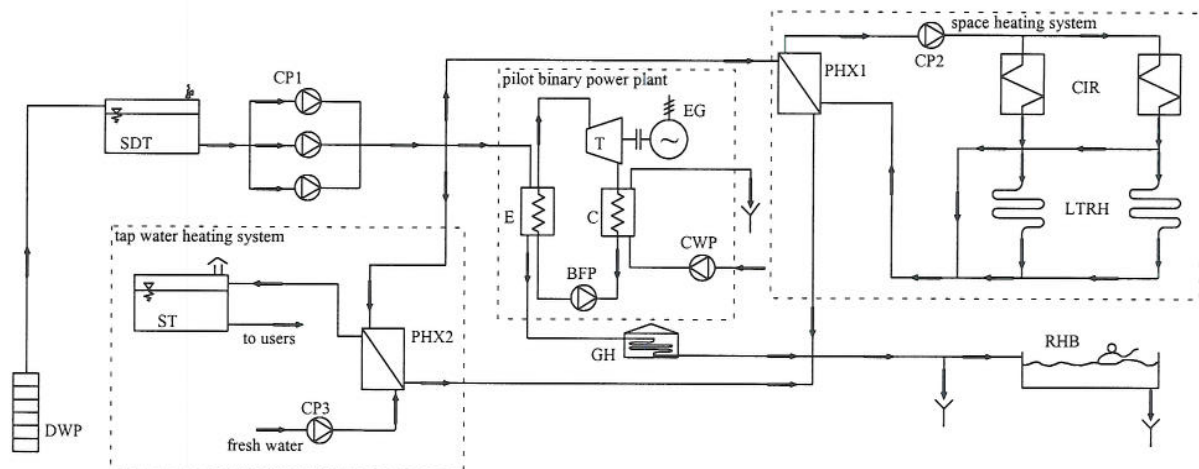 space heating system
CP2
PHX1
CIR
CP1
pilot binary power plant
EG
T
SDT
E
C
LTRH
CWP
BFP
tap water heating system
ST
to users
PHX2
GH
RHB
CP3
fresh water
DWP